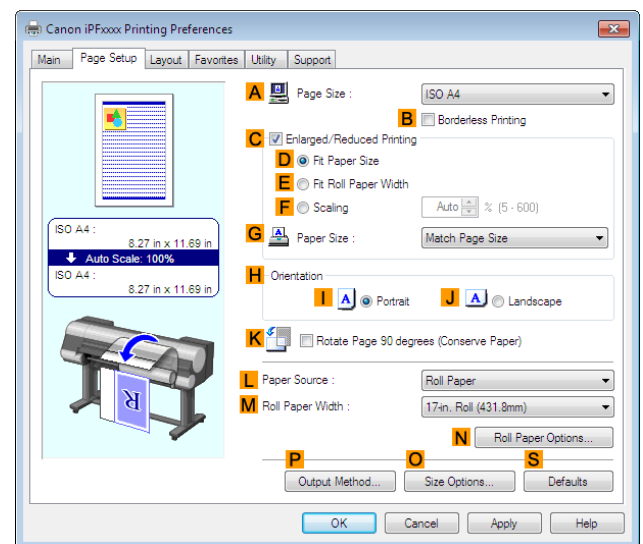 Canon iPFxxxx Printing Preferences
Main Page Setup Layout Favorites Utility Support
A Page Size : ISO A4
B Borderless Printing
C Enlarged/Reduced Printing
D Fit Paper Size
E Fit Roll Paper Width
F Scaling Auto % (5 - 600)
G A Paper Size : Match Page Size
ISO A4 :
8.27 in x 11.69 in
Auto Scale: 100%
ISO A4 :
8.27 in x 11.69 in
H Orientation
I A Portrait J A Landscape
K Rotate Page 90 degrees (Conserve Paper)
R
L Paper Source : Roll Paper
M Roll Paper Width : 17-in. Roll (431.8mm)
N Roll Paper Options...
P O S
Output Method... Size Options... Defaults
OK Cancel Apply Help